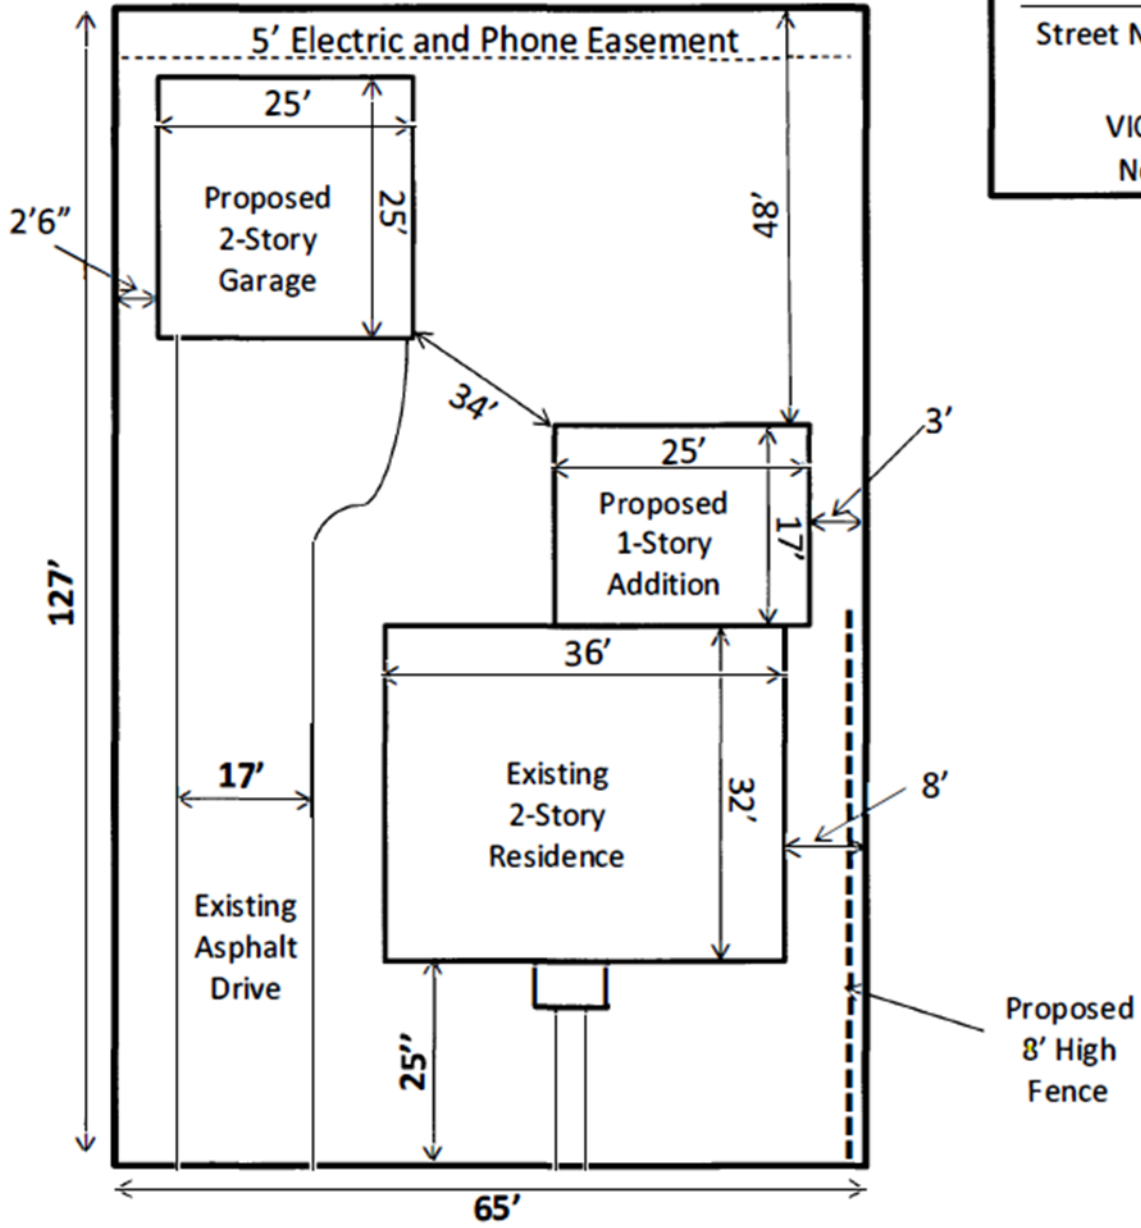 5′ Electric and Phone Easement
Street N
25′
48′
VI
N
Proposed
2-Story
Garage
25′
2′6″
34′
3′
25′
Proposed
1-Story
Addition
17′
127′
36′
17′
Existing
2-Story
Residence
32′
8′
Existing
Asphalt
Drive
25′′
Proposed
8′ High
Fence
65′